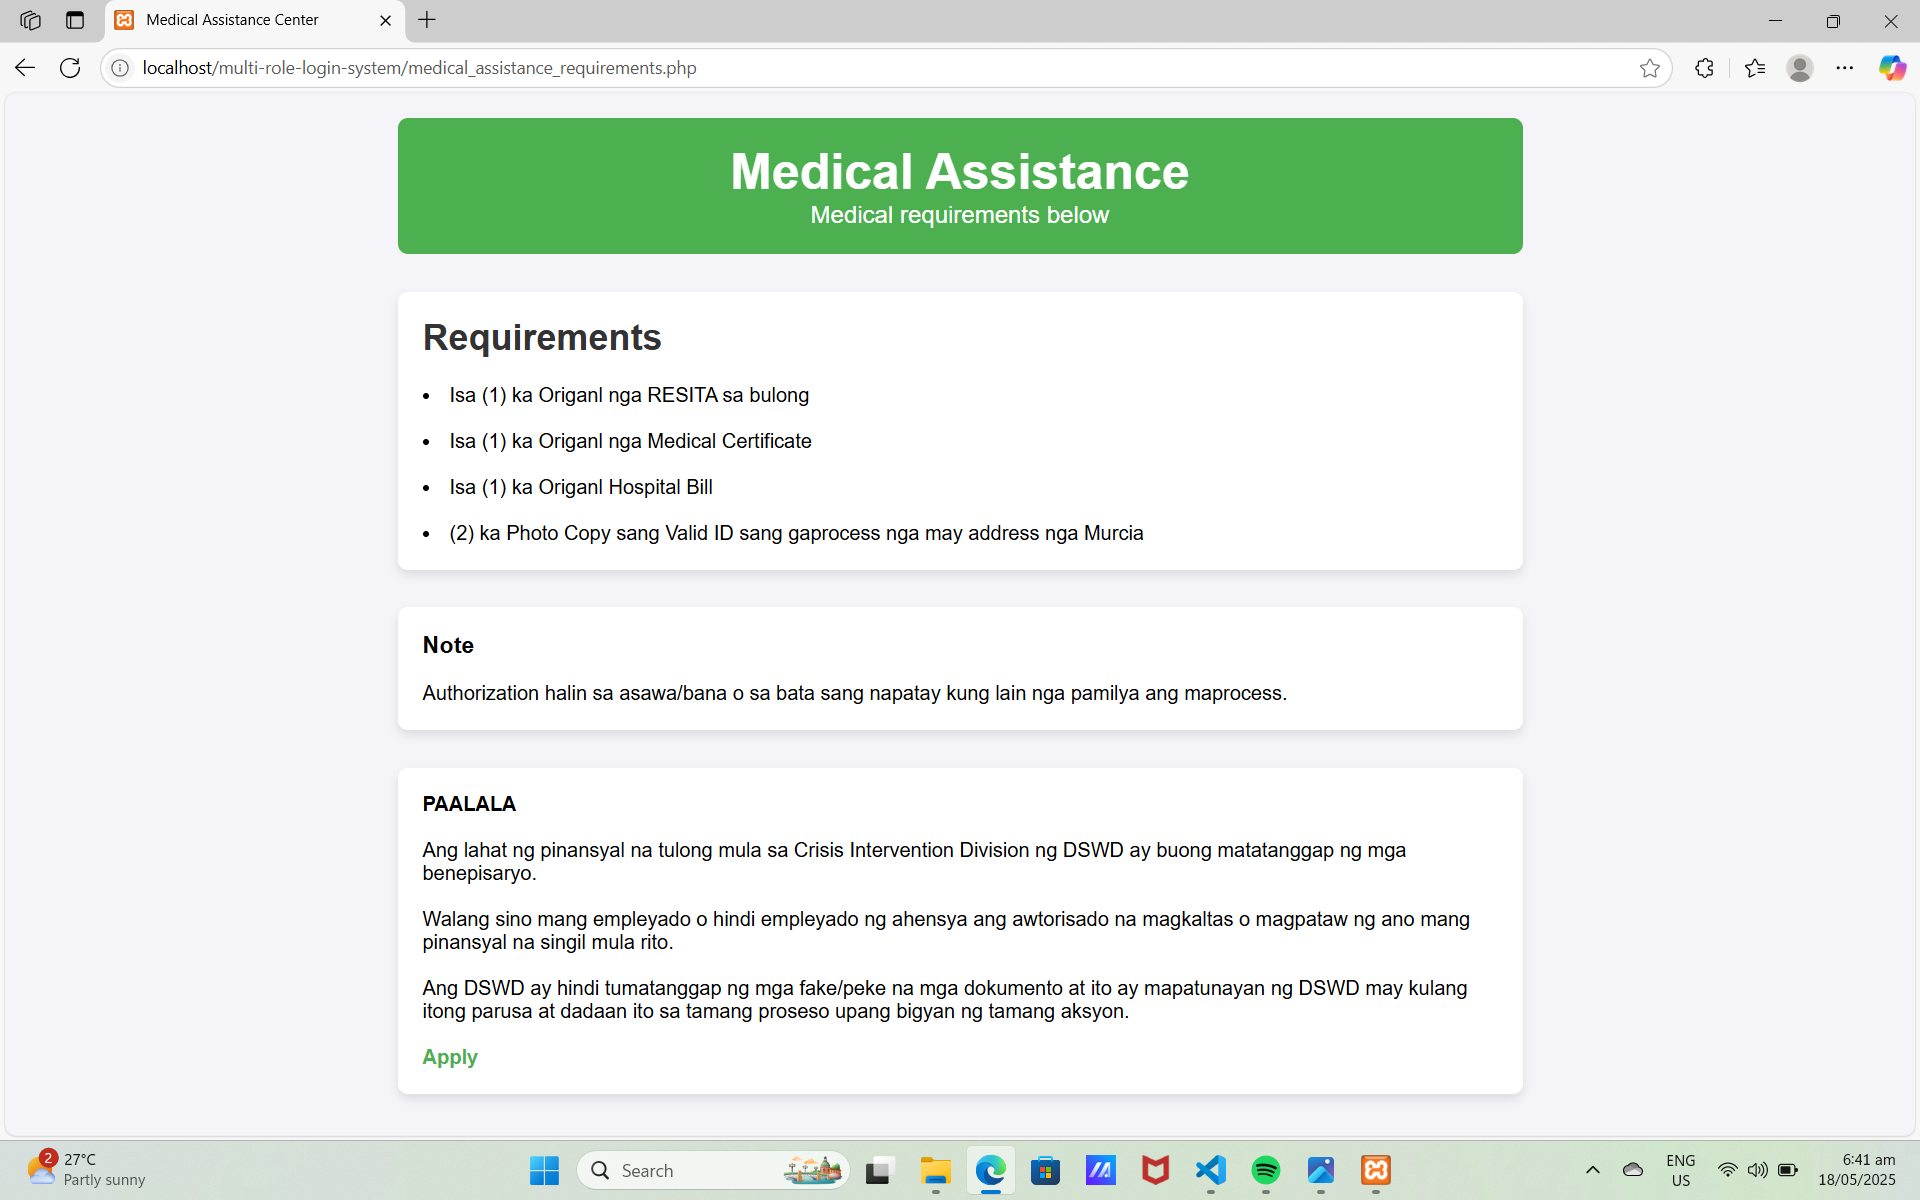 Medical Assistance Center
localhost/multi-role-login-system/medical_assistance_requirements.php
Medical Assistance
Medical requirements below
Requirements
• Isa (1) ka Origanl nga RESITA sa bulong
• Isa (1) ka Origanl nga Medical Certificate
• Isa (1) ka Origanl Hospital Bill
• (2) ka Photo Copy sang Valid ID sang gaprocess nga may address nga Murcia
Note
Authorization halin sa asawa/bana o sa bata sang napatay kung lain nga pamilya ang maprocess.
PAALALA
Ang lahat ng pinansyal na tulong mula sa Crisis Intervention Division ng DSWD ay buong matatanggap ng mga
benepisaryo.
Walang sino mang empleyado o hindi empleyado ng ahensya ang awtorisado na magkaltas o magpataw ng ano mang
pinansyal na singil mula rito.
Ang DSWD ay hindi tumatanggap ng mga fake/peke na mga dokumento at ito ay mapatunayan ng DSWD may kulang
itong parusa at dadaan ito sa tamang proseso upang bigyan ng tamang aksyon.
Apply
2
27°C
Partly sunny
Search
ENG
US
6:41 am
18/05/2025